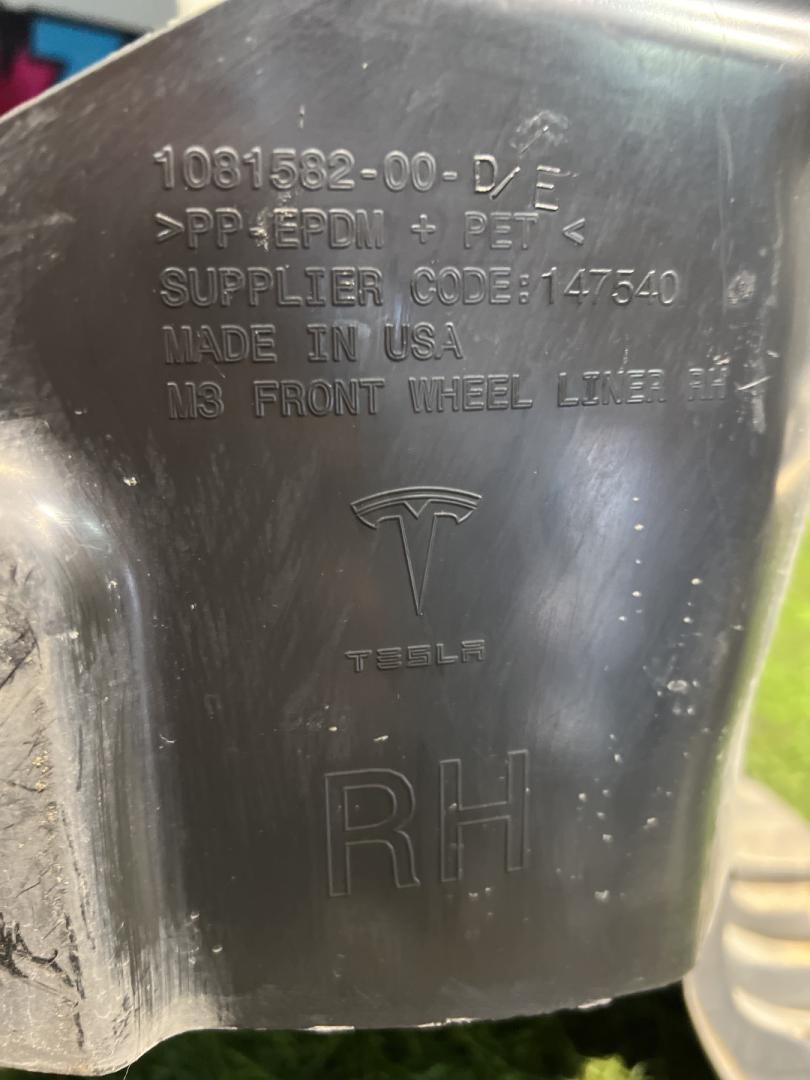 1081582-00-D/E
>PP+EPDM + PET <
SUPPLIER CODE:147540
MADE IN USA
M3 FRONT WHEEL LINER RH
TESLA
RH